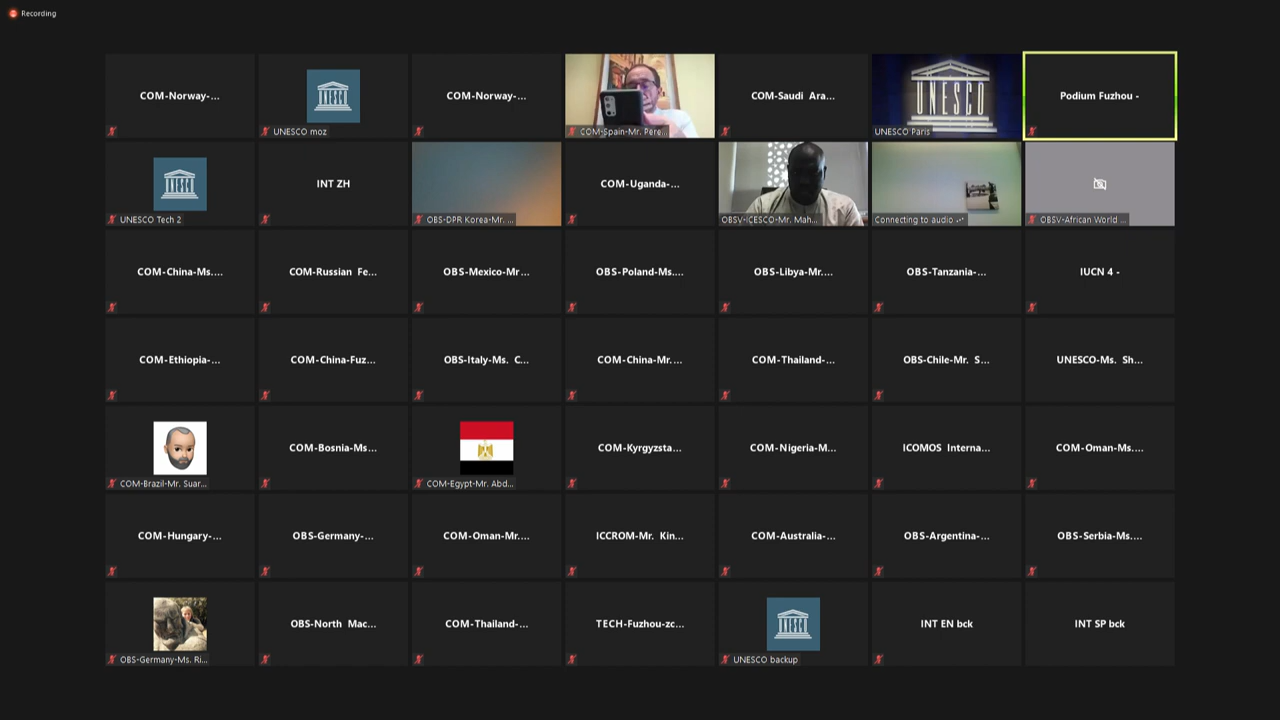 Recording
COM-Norway-...
UNESCO moz
COM-Norway-...
COM-Spain-Mr. Pere...
COM-Saudi Ara...
UNESCO
UNESCO Paris
Podium Fuzhou -
UNESCO Tech 2
INT ZH
OBS-DPR Korea-Mr. ...
COM-Uganda-...
OBSV-ICESCO-Mr. Mah...
Connecting to audio ...
OBSV-African World ...
COM-China-Ms....
COM-Russian Fe...
OBS-Mexico-Mr...
OBS-Poland-Ms....
OBS-Libya-Mr....
OBS-Tanzania-...
IUCN 4 -
COM-Ethiopia-...
COM-China-Fuz...
OBS-Italy-Ms. C...
COM-China-Mr....
COM-Thailand-...
OBS-Chile-Mr. S...
UNESCO-Ms. Sh...
COM-Brazil-Mr. Suar...
COM-Bosnia-Ms...
COM-Egypt-Mr. Abd...
COM-Kyrgyzsta...
COM-Nigeria-M...
ICOMOS Interna...
COM-Oman-Ms....
COM-Hungary-...
OBS-Germany-...
COM-Oman-Mr....
ICCROM-Mr. Kin...
COM-Australia-...
OBS-Argentina-...
OBS-Serbia-Ms....
OBS-Germany-Ms. Ri...
OBS-North Mac...
COM-Thailand-...
TECH-Fuzhou-zc...
UNESCO backup
INT EN bck
INT SP bck